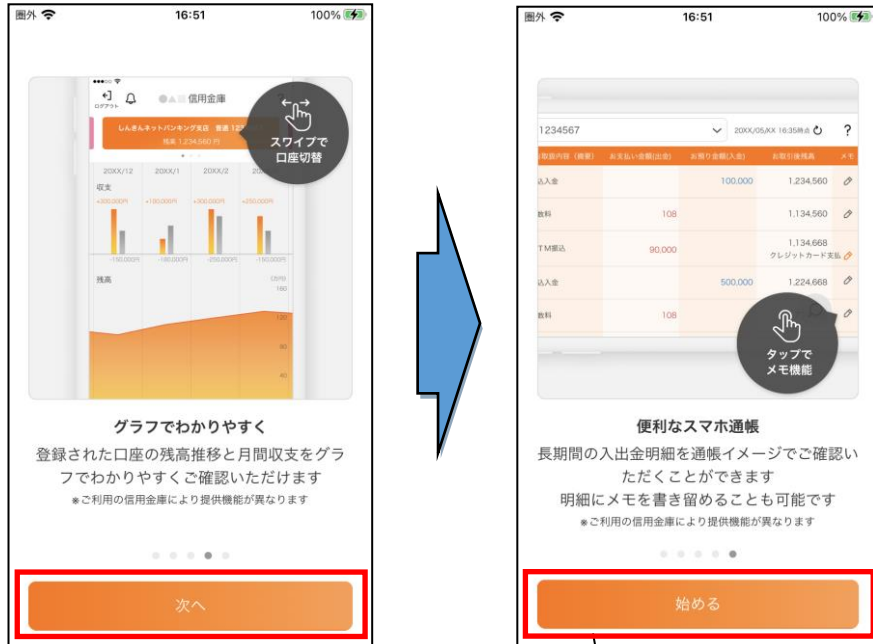 圏外 16:51 100%
ログアウト
●▲■信用金庫
しんきんネットバンキング支店 普通 12
残高 1,234,560 円
スワイプで
口座切替
20XX/12 20XX/1 20XX/2
収支
+200,000円 +100,000円 +300,000円 +250,000円
-150,000円 -180,000円 -250,000円 -150,000円
残高
160
120
80
40
グラフでわかりやすく
登録された口座の残高推移と月間収支をグラ
フでわかりやすくご確認いただけます
※ご利用の信用金庫により提供機能が異なります
次へ
圏外 16:51 100%
1234567 20XX/05/XX 16:35時点 ?
お取扱内容(摘要) お支払い金額(出金) お預り金額(入金) お取引後残高 メモ
込入金 100,000 1,234,560
数料 108 1,134,560
TM振込 90,000 1,134,668
クレジットカード支払
込入金 500,000 1,224,668
数料 108
タップで
メモ機能
便利なスマホ通帳
長期間の入出金明細を通帳イメージでご確認い
ただくことができます
明細にメモを書き留めることも可能です
※ご利用の信用金庫により提供機能が異なります
始める